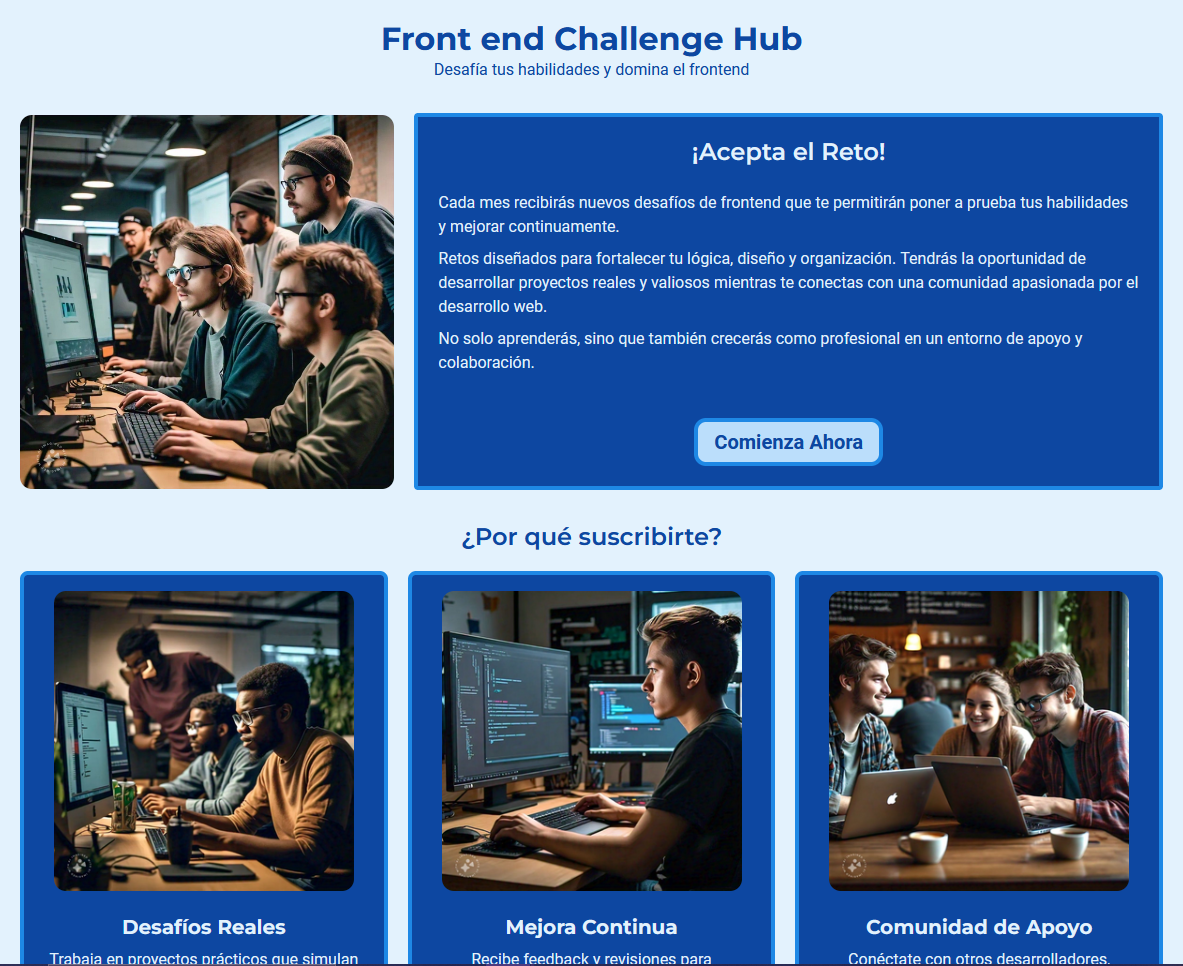 Front end Challenge Hub
Desafía tus habilidades y domina el frontend
¡Acepta el Reto!
Cada mes recibirás nuevos desafíos de frontend que te permitirán poner a prueba tus habilidades
y mejorar continuamente.
Retos diseñados para fortalecer tu lógica, diseño y organización. Tendrás la oportunidad de
desarrollar proyectos reales y valiosos mientras te conectas con una comunidad apasionada por el
desarrollo web.
No solo aprenderás, sino que también crecerás como profesional en un entorno de apoyo y
colaboración.
Comienza Ahora
¿Por qué suscribirte?
Desafíos Reales
Trabaja en proyectos prácticos que simulan
Mejora Continua
Recibe feedback y revisiones para
Comunidad de Apoyo
Conéctate con otros desarrolladores,